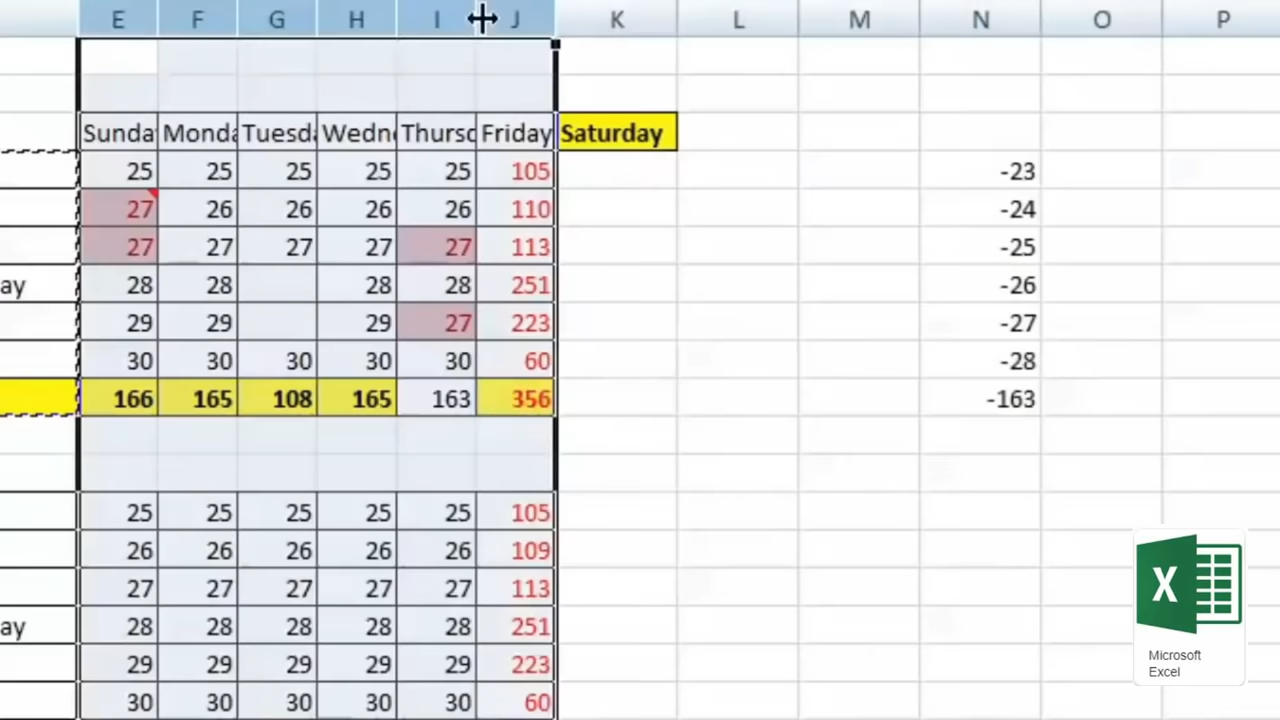 E F G H I J K L M N O P
Sunda Monda Tuesda Wedn Thursd Friday Saturday
25 25 25 25 25 105 -23
27 26 26 26 26 110 -24
27 27 27 27 27 113 -25
ay 28 28 28 28 251 -26
29 29 29 27 223 -27
30 30 30 30 30 60 -28
166 165 108 165 163 356 -163
25 25 25 25 25 105
26 26 26 26 26 109
27 27 27 27 27 113
ay 28 28 28 28 28 251
29 29 29 29 29 223
30 30 30 30 30 60
X
Microsoft
Excel